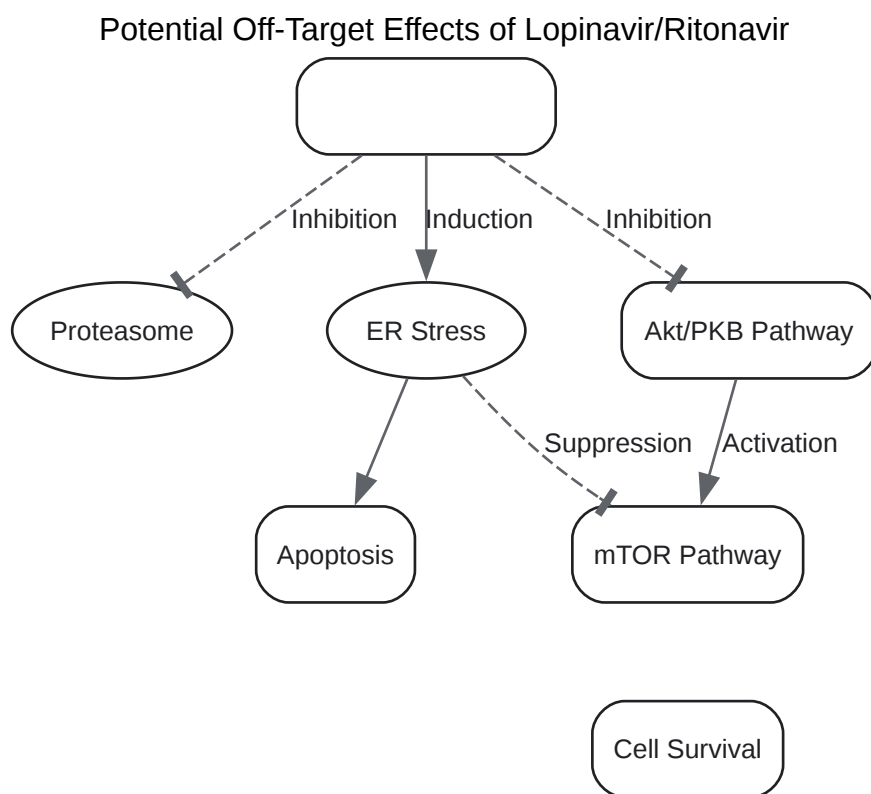 Potential Off-Target Effects of Lopinavir/Ritonavir
Inhibition
Induction
Inhibition
Proteasome
ER Stress
Akt/PKB Pathway
Suppression
Activation
Apoptosis
mTOR Pathway
Cell Survival